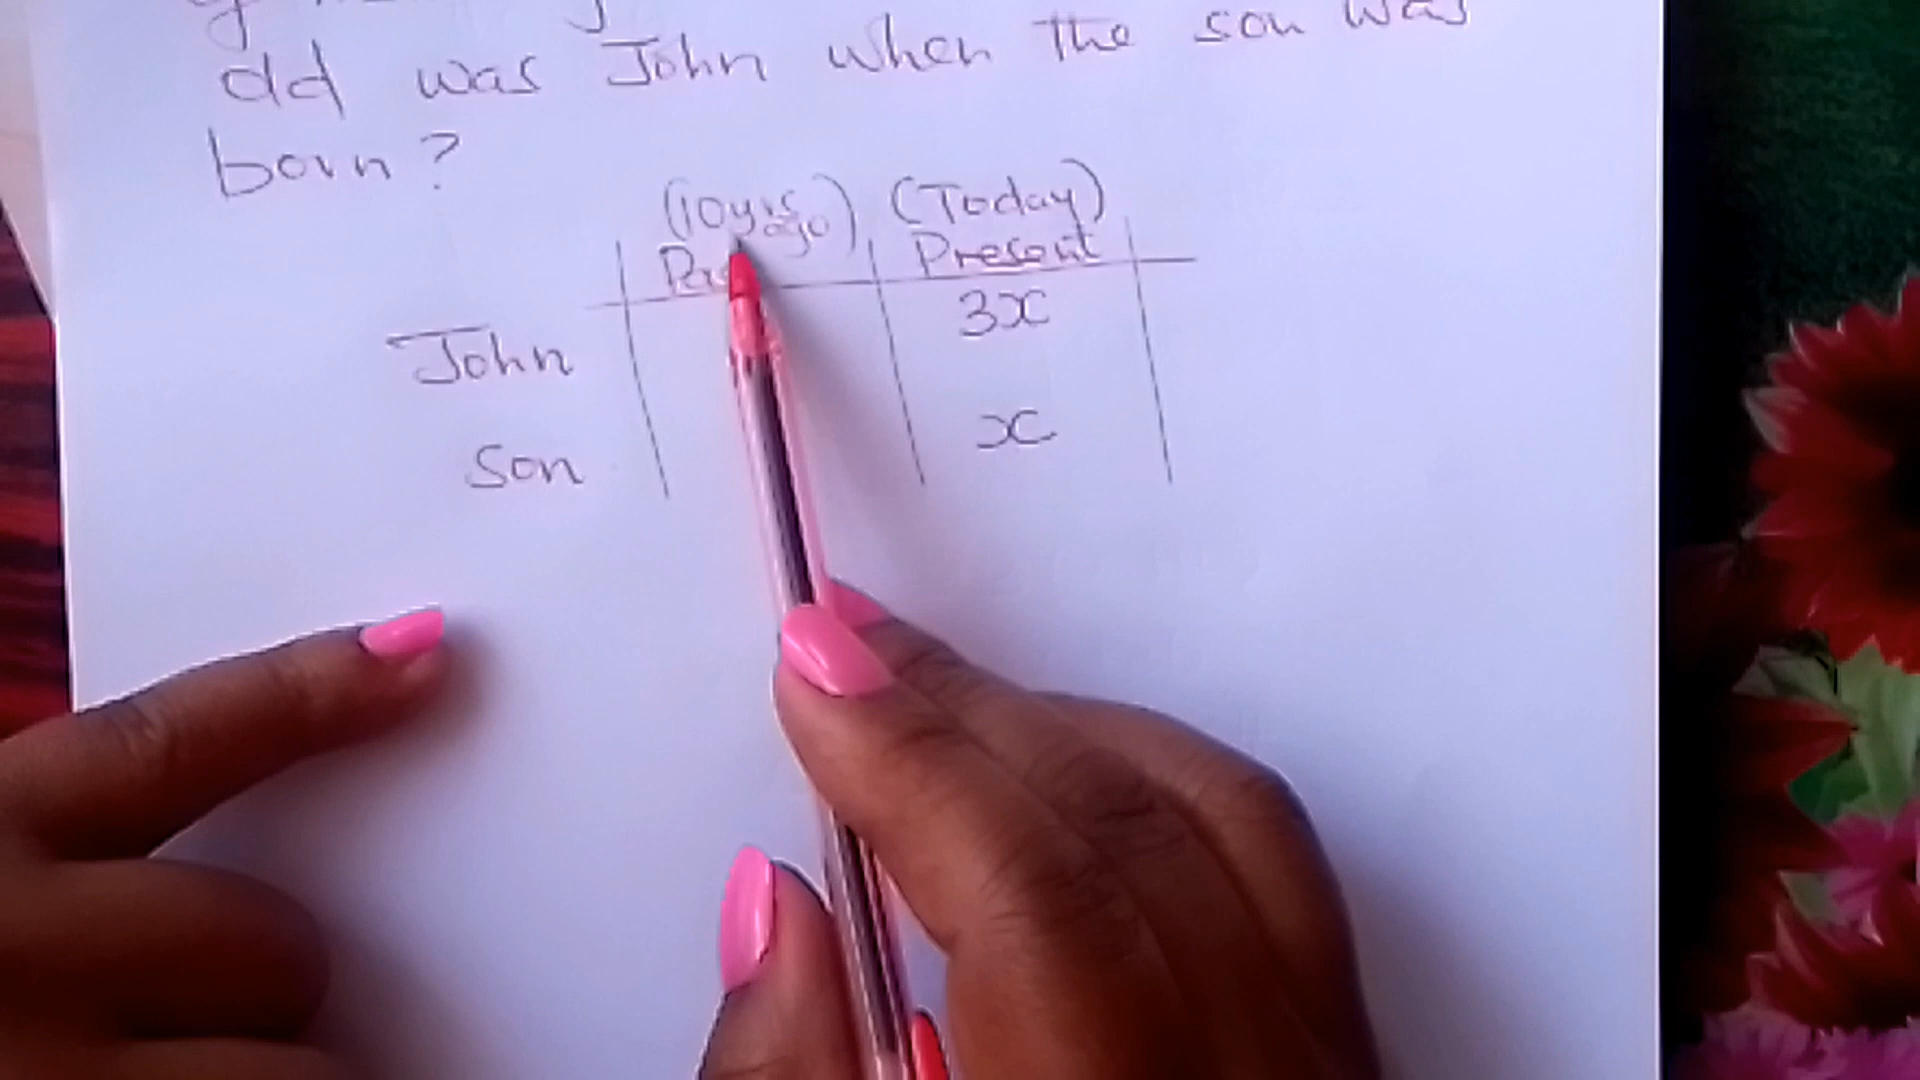 old was John when the son was
born?
(10yrs ago) (Today)
Present
John 3x
Son x